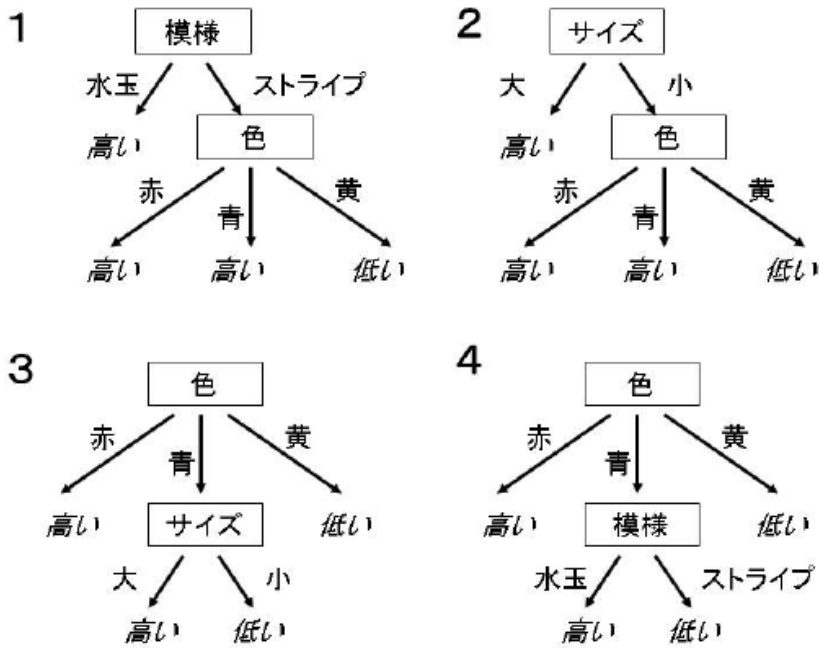 1
模様
水玉 ストライプ
高い
色
赤 青 黄
高い 高い 低い
2
サイズ
大 小
高い
色
赤 青 黄
高い 高い 低い
3
色
赤 青 黄
高い サイズ 低い
大 小
高い 低い
4
色
赤 青 黄
高い 模様 低い
水玉 ストライプ
高い 低い